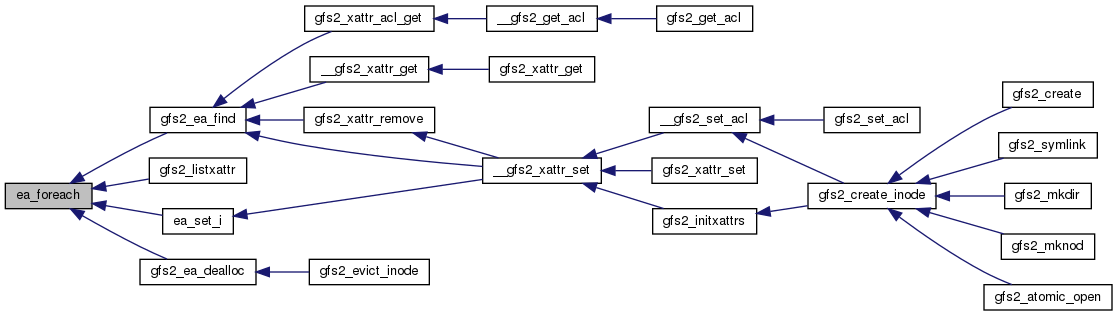 ea_foreach
gfs2_ea_find
gfs2_listxattr
ea_set_i
gfs2_ea_dealloc
gfs2_xattr_acl_get
__gfs2_xattr_get
gfs2_xattr_remove
gfs2_evict_inode
__gfs2_get_acl
gfs2_xattr_get
__gfs2_xattr_set
gfs2_get_acl
__gfs2_set_acl
gfs2_xattr_set
gfs2_initxattrs
gfs2_set_acl
gfs2_create_inode
gfs2_create
gfs2_symlink
gfs2_mkdir
gfs2_mknod
gfs2_atomic_open